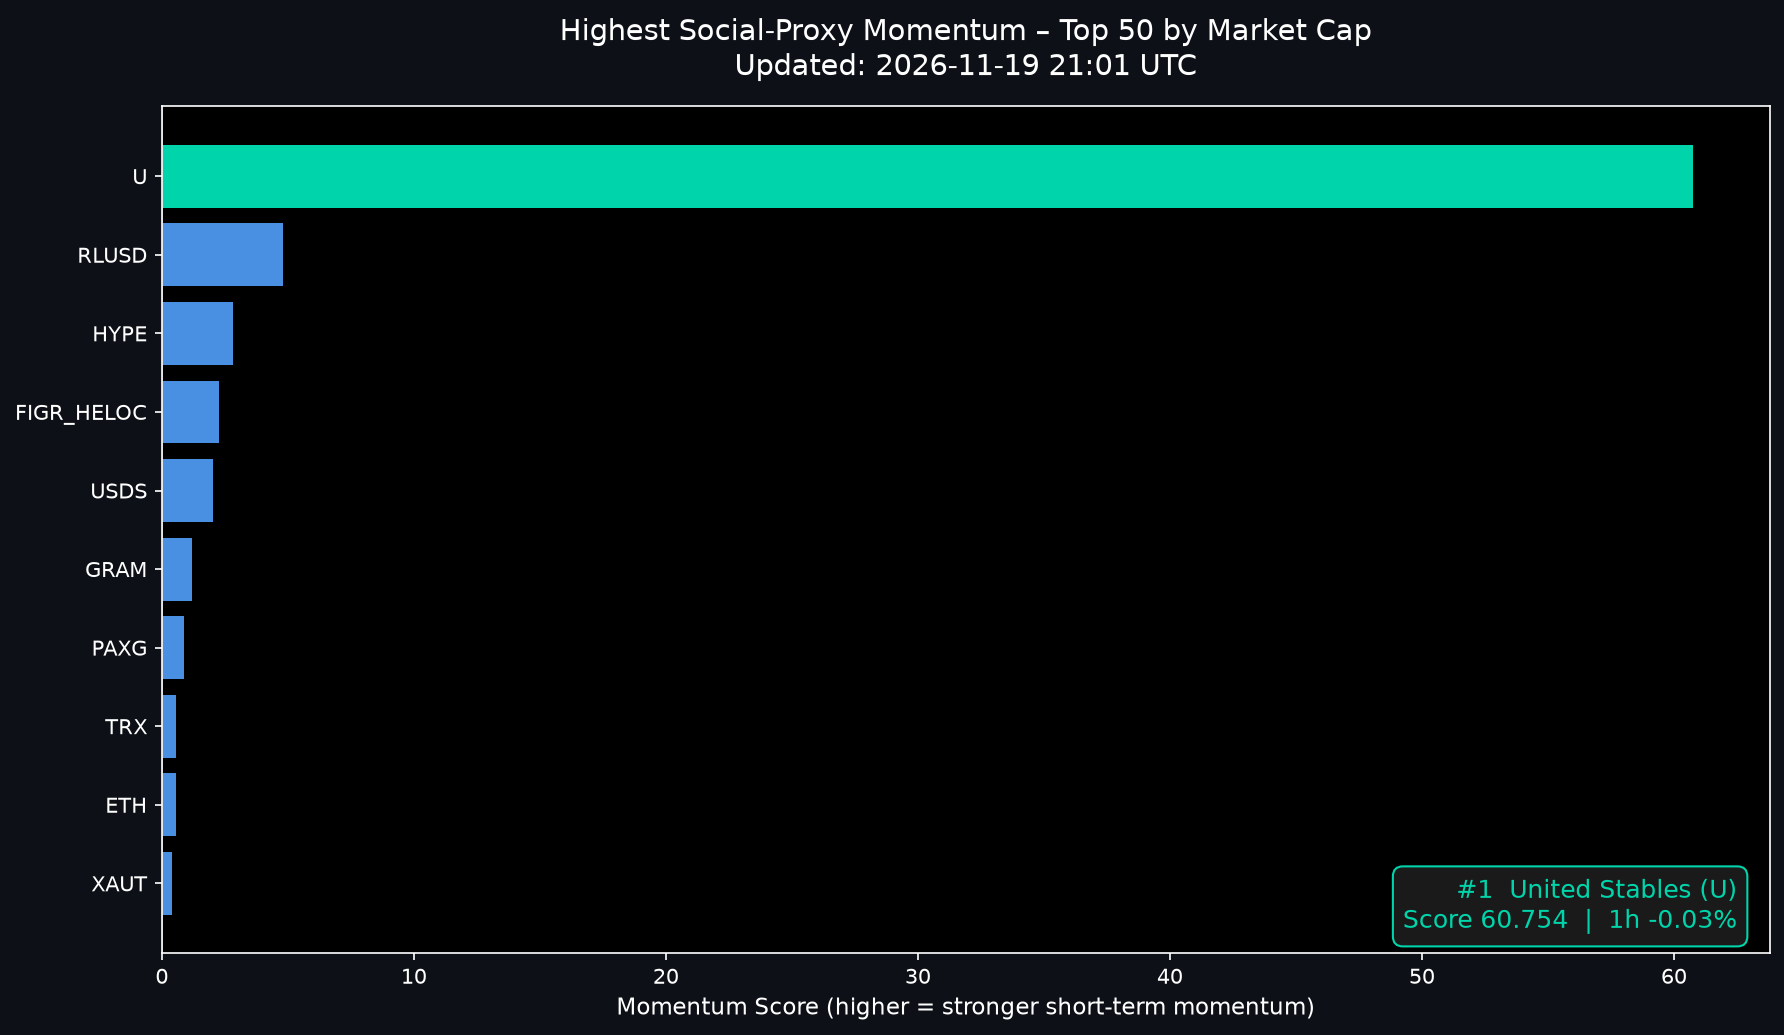 Highest Social-Proxy Momentum – Top 50 by Market Cap
Updated: 2026-11-19 21:01 UTC
U
RLUSD
HYPE
FIGR_HELOC
USDS
GRAM
PAXG
TRX
ETH
XAUT
#1 United Stables (U)
Score 60.754 | 1h -0.03%
0 10 20 30 40 50 60
Momentum Score (higher = stronger short-term momentum)